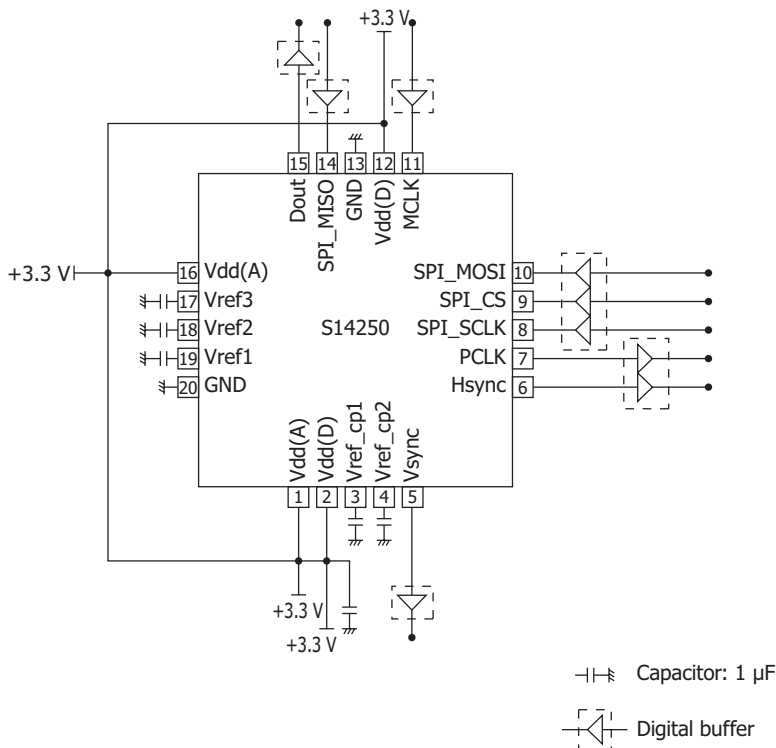 +3.3 V
15
14
13
12
11
Dout
SPI_MISO
GND
Vdd(D)
MCLK
+3.3 V
16 Vdd(A)
17 Vref3
18 Vref2
19 Vref1
20 GND
S14250
SPI_MOSI 10
SPI_CS 9
SPI_SCLK 8
PCLK 7
Hsync 6
Vdd(A)
Vdd(D)
Vref_cp1
Vref_cp2
Vsync
1
2
3
4
5
+3.3 V
+3.3 V
Capacitor: 1 µF
Digital buffer